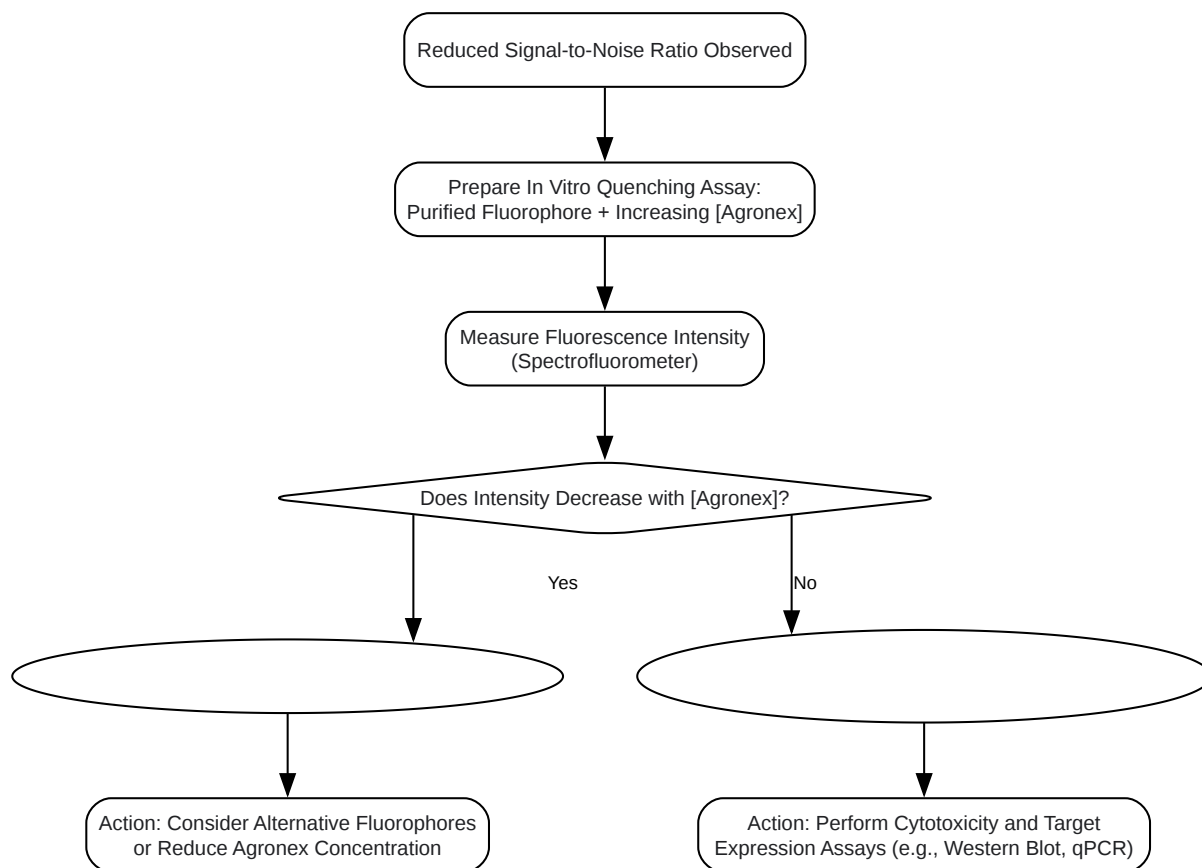 Reduced Signal-to-Noise Ratio Observed
Prepare In Vitro Quenching Assay:
Purified Fluorophore + Increasing [Agronex]
Measure Fluorescence Intensity
(Spectrofluorometer)
Does Intensity Decrease with [Agronex]?
Yes
No
Action: Consider Alternative Fluorophores
or Reduce Agronex Concentration
Action: Perform Cytotoxicity and Target
Expression Assays (e.g., Western Blot, qPCR)